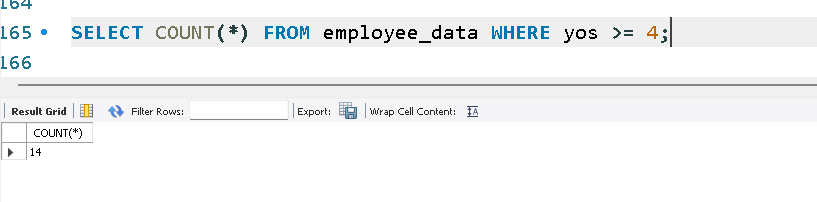 164
165 SELECT COUNT(*) FROM employee_data WHERE yos >= 4;
166
Result Grid Filter Rows: Export: Wrap Cell Content: IA
COUNT(*)
14